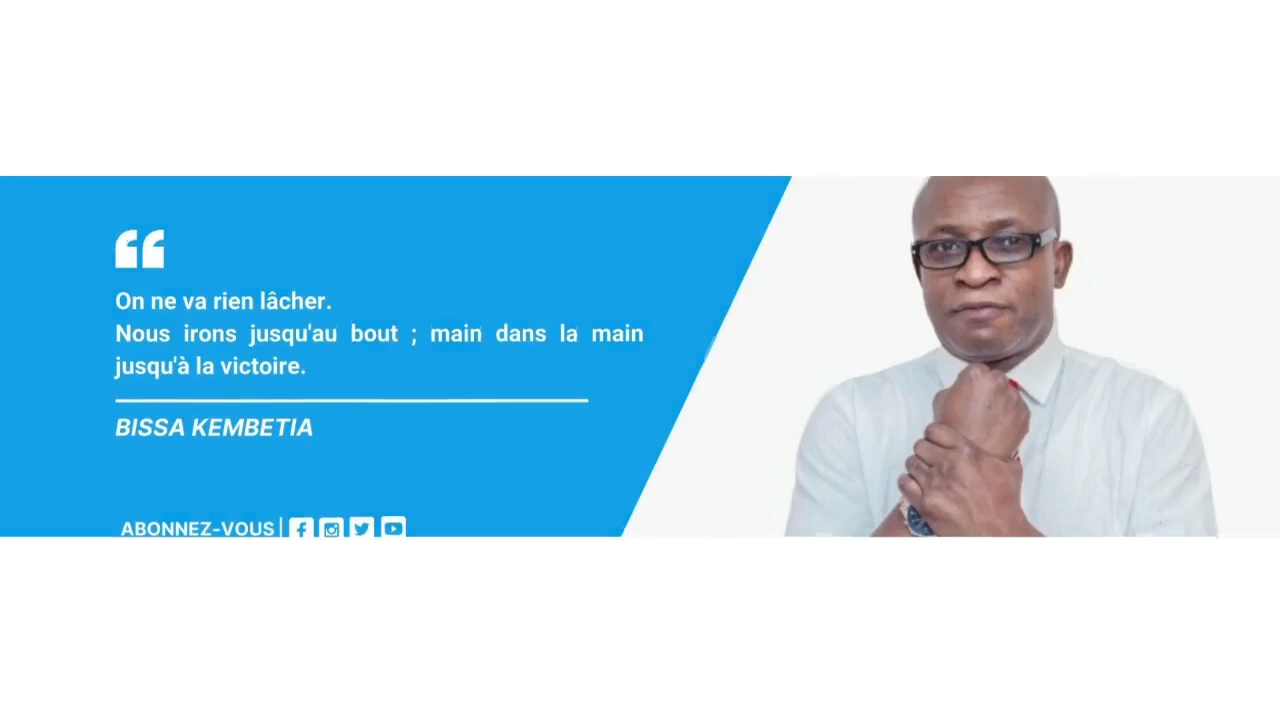 “
On ne va rien lâcher.
Nous irons jusqu'au bout ; main dans la main
jusqu'à la victoire.
BISSA KEMBETIA
ABONNEZ-VOUS |